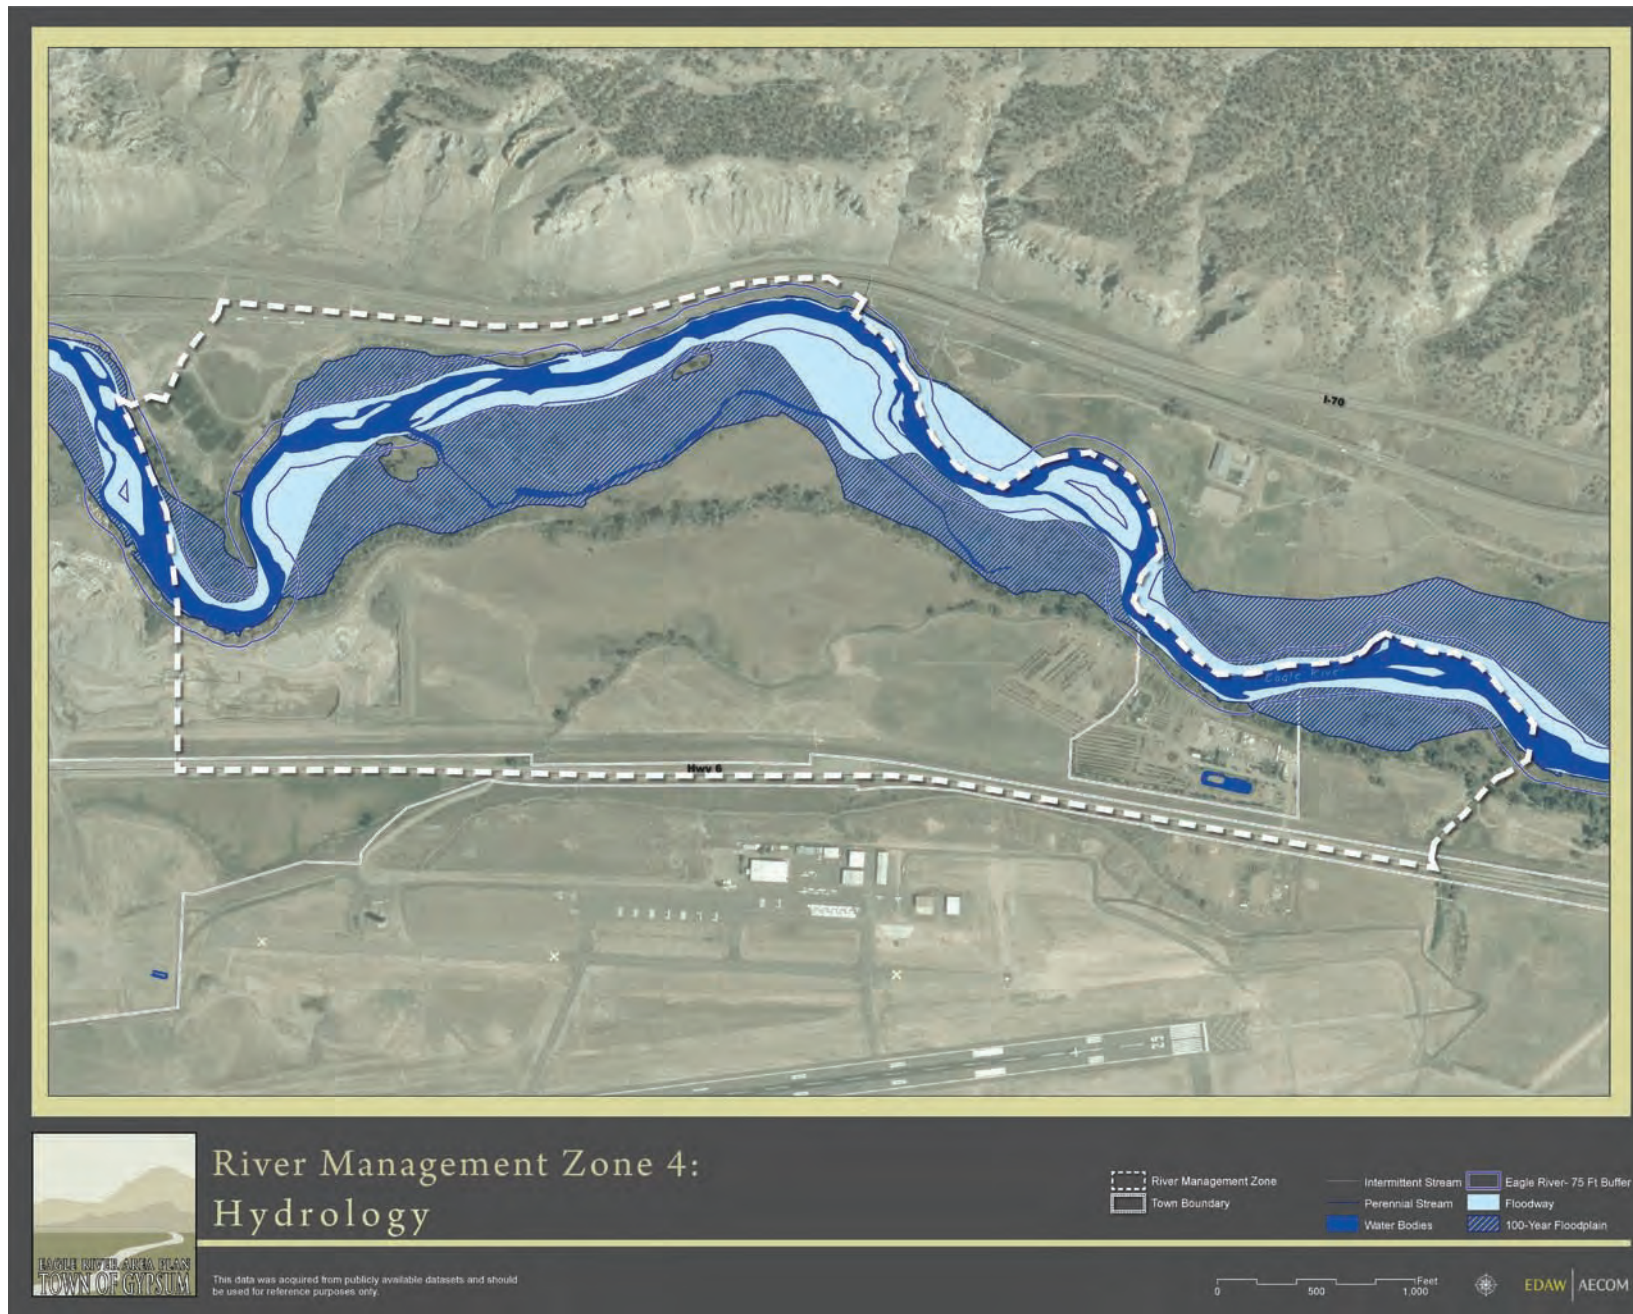 I-70
Eagle River
Hwy 6
25
River Management Zone 4:
Hydrology
EAGLE RIVER AREA PLAN
TOWN OF GYPSUM
This data was acquired from publicly available datasets and should
be used for reference purposes only.
River Management Zone
Town Boundary
Intermittent Stream
Perennial Stream
Water Bodies
Eagle River- 75 Ft Buffer
Floodway
100-Year Floodplain
Feet
0 500 1,000
EDAW AECOM